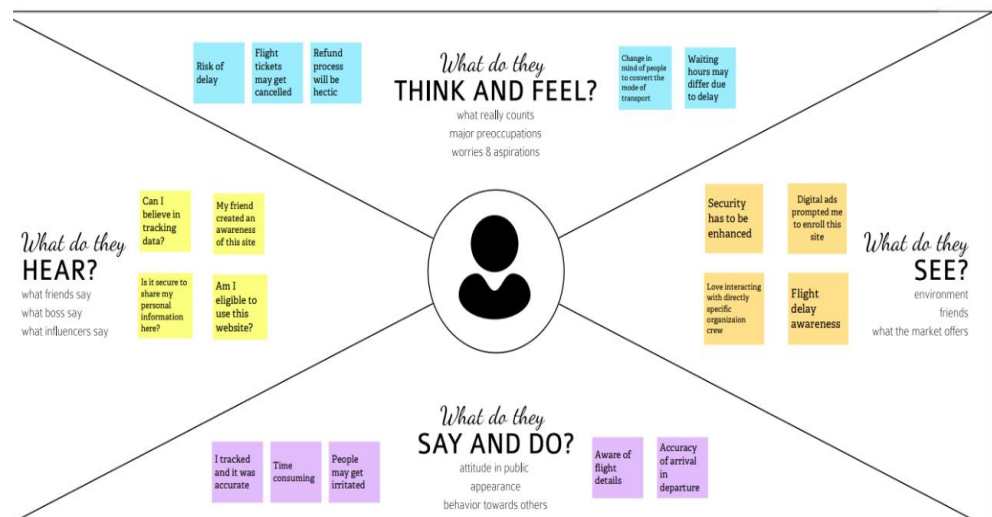 Risk of
delay
Flight
tickets
may get
cancelled
Refund
process
will be
hectic
What do they
THINK AND FEEL?
what really counts
major preoccupations
worries & aspirations
Change in
mind of people
to convert the
mode of
transport
Waiting
hours may
differ due
to delay
What do they
HEAR?
what friends say
what boss say
what influencers say
Can I
believe in
tracking
data?
My friend
created an
awareness
of this site
Is it secure to
share my
personal
information
here?
Am I
eligible to
use this
website?
Security
has to be
enhanced
Digital ads
prompted me
to enroll this
site
Love interacting
with directly
specific
organizaion
crew
Flight
delay
awareness
What do they
SEE?
environment
friends
what the market offers
I tracked
and it was
accurate
Time
consuming
People
may get
irritated
What do they
SAY AND DO?
attitude in public
appearance
behavior towards others
Aware of
flight
details
Accuracy
of arrival
in
departure